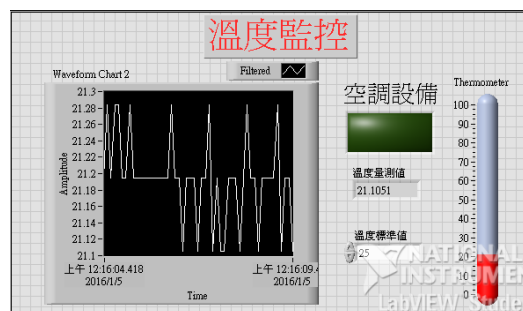 溫度監控
Waveform Chart 2
Filtered
21.3
21.28
21.26
21.24
21.22
21.2
21.18
21.16
21.14
21.12
21.1
Amplitude
上午 12:16:04.418
2016/1/5
上午 12:16:09.4
2016/1/5
Time
空調設備
溫度量測值
21.1051
溫度標準值
25
Thermometer
100
90
80
70
60
50
40
30
20
10
0
NATIONAL
INSTRUME
LabVIEW Stude